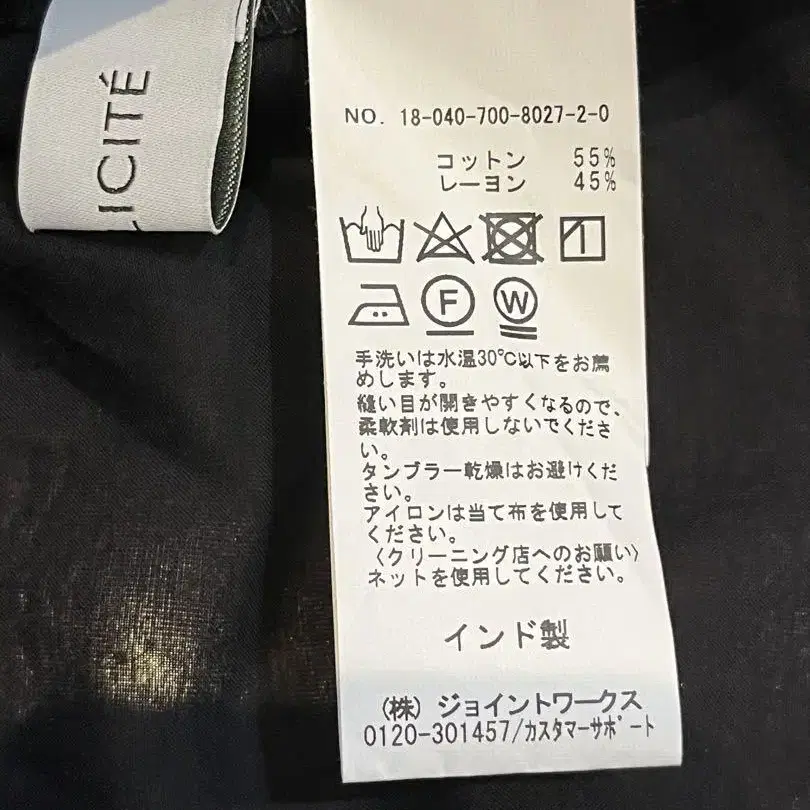 ICITÉ
NO. 18-040-700-8027-2-0
コットン 55%
レーヨン 45%
F W
手洗いは水温30℃以下をお薦
めします。
縫い目が開きやすくなるので、
柔軟剤は使用しないでくださ
い。
タンブラー乾燥はお避けくだ
さい。
アイロンは当て布を使用して
ください。
〈クリーニング店へのお願い〉
ネットを使用してください。
インド製
(株) ジョイントワークス
0120-301457/カスタマーサポート